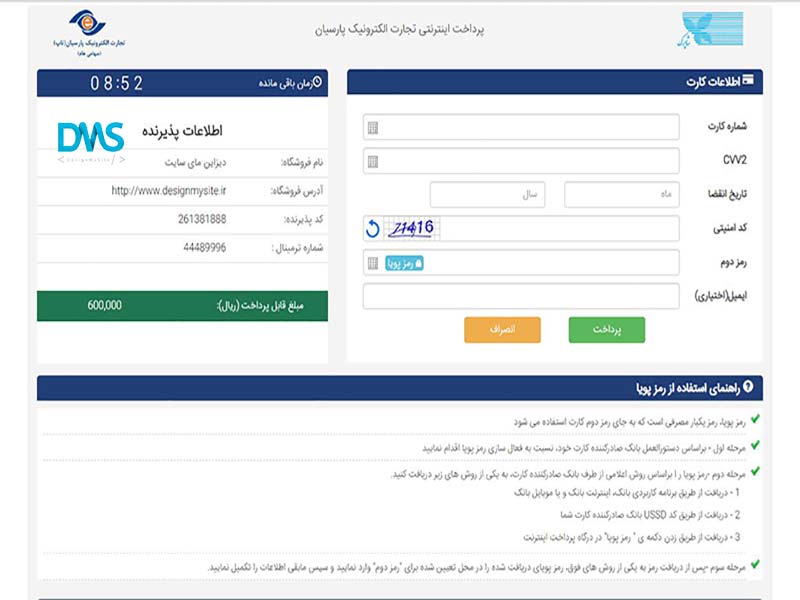 پرداخت اینترنتی تجارت الکترونیک پارسیان
تجارت الکترونیک پارسیان(تاپ)
(سهامی عام)
شاپرک
اطلاعات کارت
شماره کارت
CVV2
تاریخ انقضا
ماه
سال
کد امنیتی
رمز دوم
رمز پویا
ایمیل(اختیاری)
پرداخت
انصراف
زمان باقی مانده
08:52
اطلاعات پذیرنده
DMS
< DesignMySite />
نام فروشگاه: دیزاین مای سایت
آدرس فروشگاه: http://www.designmysite.ir
کد پذیرنده: 261381888
شماره ترمینال : 44489996
مبلغ قابل پرداخت (ریال): 600,000
راهنمای استفاده از رمز پویا
رمز پویا، رمز یکبار مصرفی است که به جای رمز دوم کارت استفاده می شود
مرحله اول - براساس دستورالعمل بانک صادرکننده کارت خود، نسبت به فعال سازی رمز پویا اقدام نمایید
مرحله دوم -رمز پویا را براساس روش اعلامی از طرف بانک صادرکننده کارت، به یکی از روش های زیر دریافت کنید.
1 - دریافت از طریق برنامه کاربردی بانک، اینترنت بانک و یا موبایل بانک
2 - دریافت از طریق کد USSD بانک صادرکننده کارت شما
3 - دریافت از طریق زدن دکمه ی " رمز پویا" در درگاه پرداخت اینترنت
مرحله سوم -پس از دریافت رمز به یکی از روش های فوق، رمز پویای دریافت شده را در محل تعیین شده برای "رمز دوم" وارد نمایید و سپس مابقی اطلاعات را تکمیل نمایید.